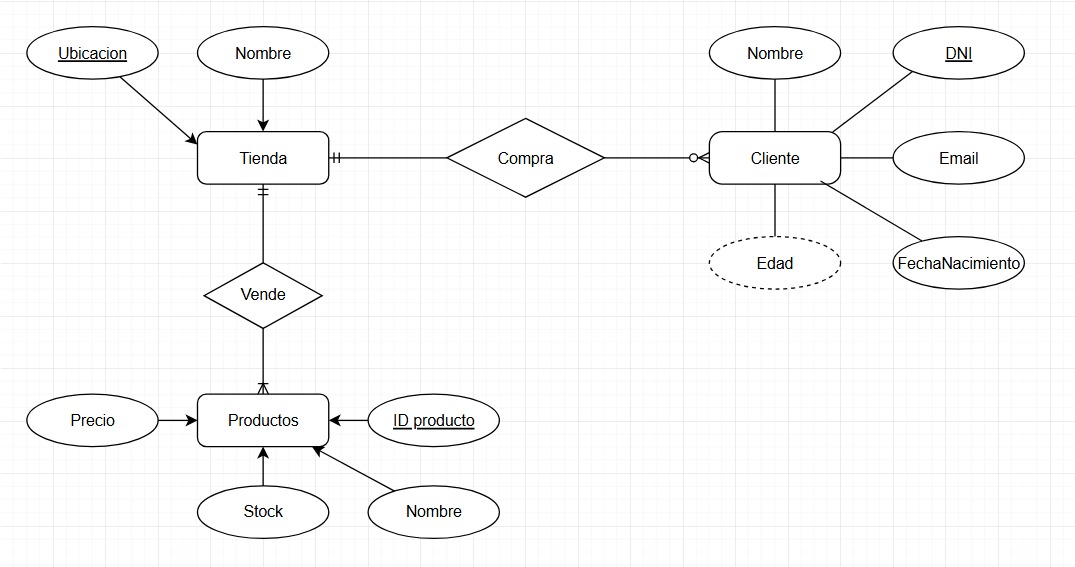 Ubicacion
Nombre
Nombre
DNI
Tienda
Compra
Cliente
Email
Edad
FechaNacimiento
Vende
Precio
Productos
ID producto
Stock
Nombre